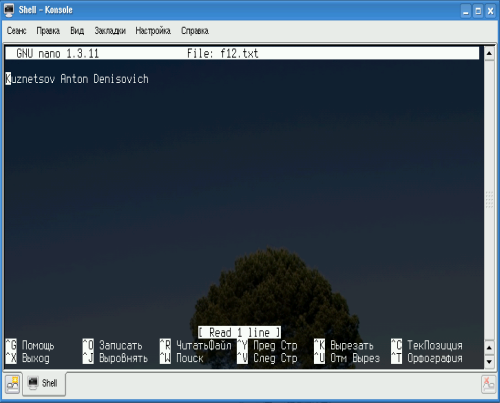 Shell - Konsole
Сеанс Правка Вид Закладки Настройка Справка
GNU nano 1.3.11 File: f12.txt
Kuznetsov Anton Denisovich
[ Read 1 line ]
^G Помощь ^O Записать ^R ЧитатьФайл ^Y Пред Стр ^K Вырезать ^C ТекПозиция
^X Выход ^J Выровнять ^W Поиск ^V След Стр ^U Отм Вырез ^T Орфография
Shell